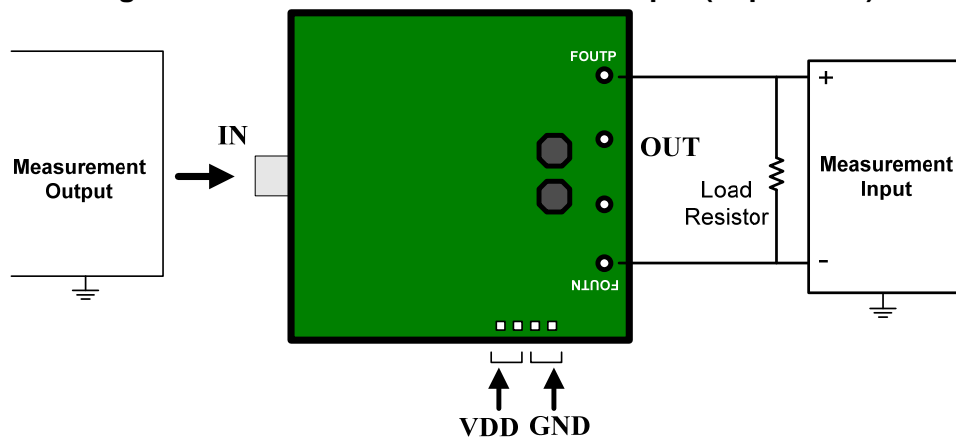 FOUTP
+
IN
OUT
Measurement
Output
Load
Resistor
Measurement
Input
-
FOUTN
VDD GND